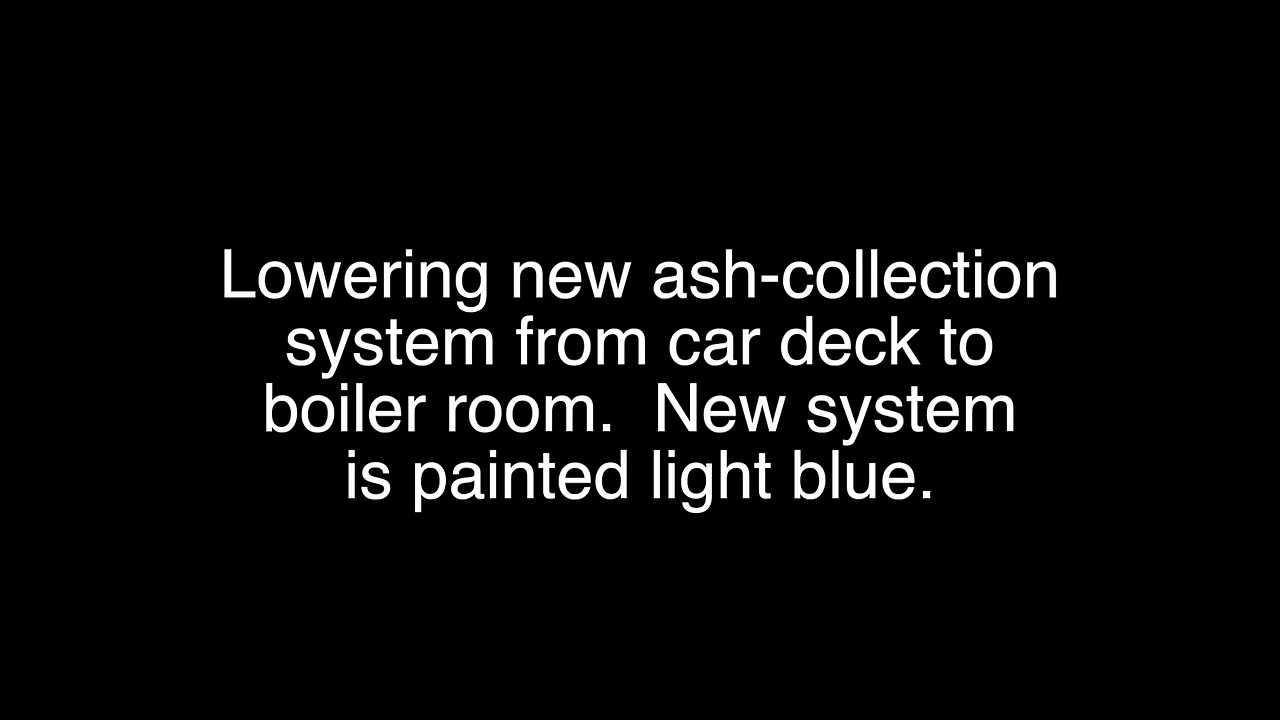 Lowering new ash-collection
system from car deck to
boiler room.  New system
is painted light blue.